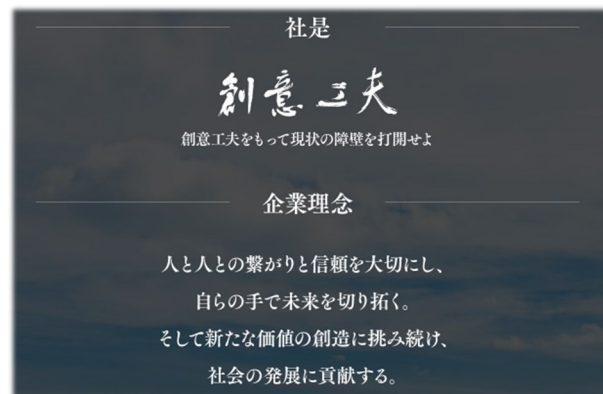 社是
創意工夫
創意工夫をもって現状の障壁を打開せよ
企業理念
人と人との繋がりと信頼を大切にし、
自らの手で未来を切り拓く。
そして新たな価値の創造に挑み続け、
社会の発展に貢献する。